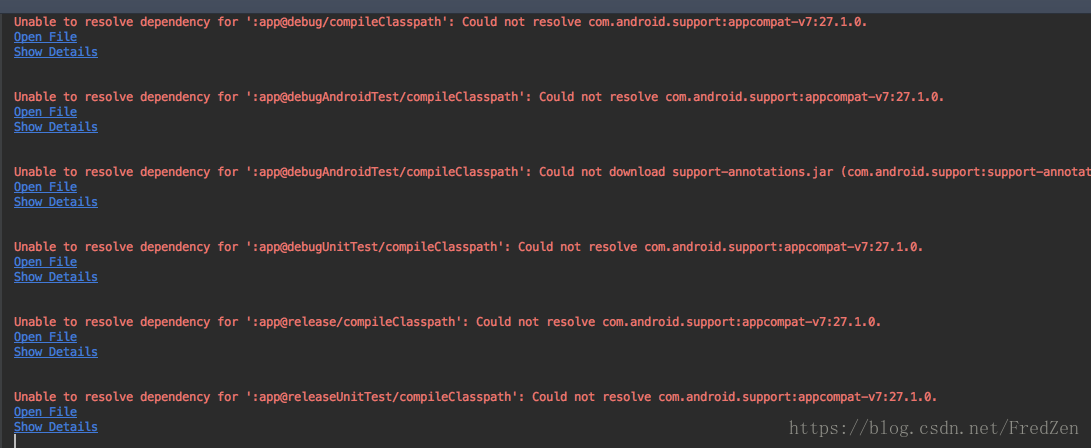 Unable to resolve dependency for ':app@debug/compileClasspath': Could not resolve com.android.support:appcompat-v7:27.1.0.
Open File
Show Details
Unable to resolve dependency for ':app@debugAndroidTest/compileClasspath': Could not resolve com.android.support:appcompat-v7:27.1.0.
Open File
Show Details
Unable to resolve dependency for ':app@debugAndroidTest/compileClasspath': Could not download support-annotations.jar (com.android.support:support-annotat
Open File
Show Details
Unable to resolve dependency for ':app@debugUnitTest/compileClasspath': Could not resolve com.android.support:appcompat-v7:27.1.0.
Open File
Show Details
Unable to resolve dependency for ':app@release/compileClasspath': Could not resolve com.android.support:appcompat-v7:27.1.0.
Open File
Show Details
Unable to resolve dependency for ':app@releaseUnitTest/compileClasspath': Could not resolve com.android.support:appcompat-v7:27.1.0.
Open File
Show Details
https://blog.csdn.net/FredZen